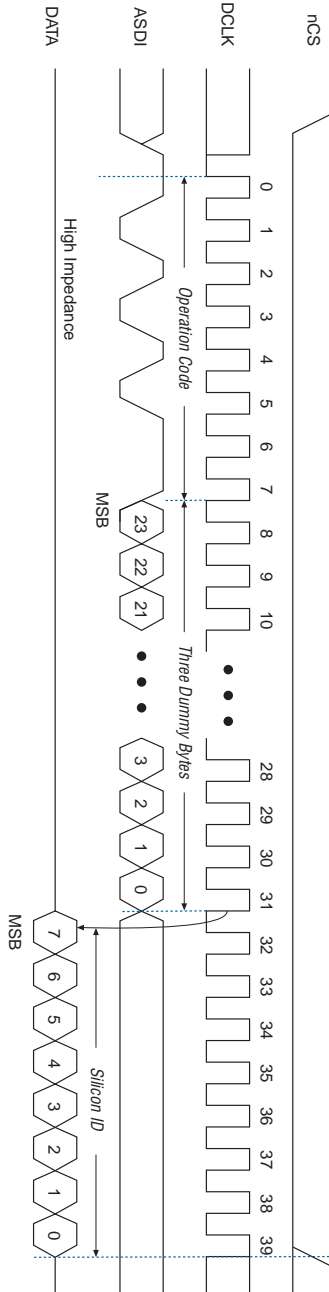 nCS
0 1 2 3 4 5 6 7 8 9 10 28 29 30 31 32 33 34 35 36 37 38 39
DCLK
Operation Code
Three Dummy Bytes
ASDI
23 22 21 3 2 1 0
MSB
Silicon ID
High Impedance
DATA
7 6 5 4 3 2 1 0
MSB